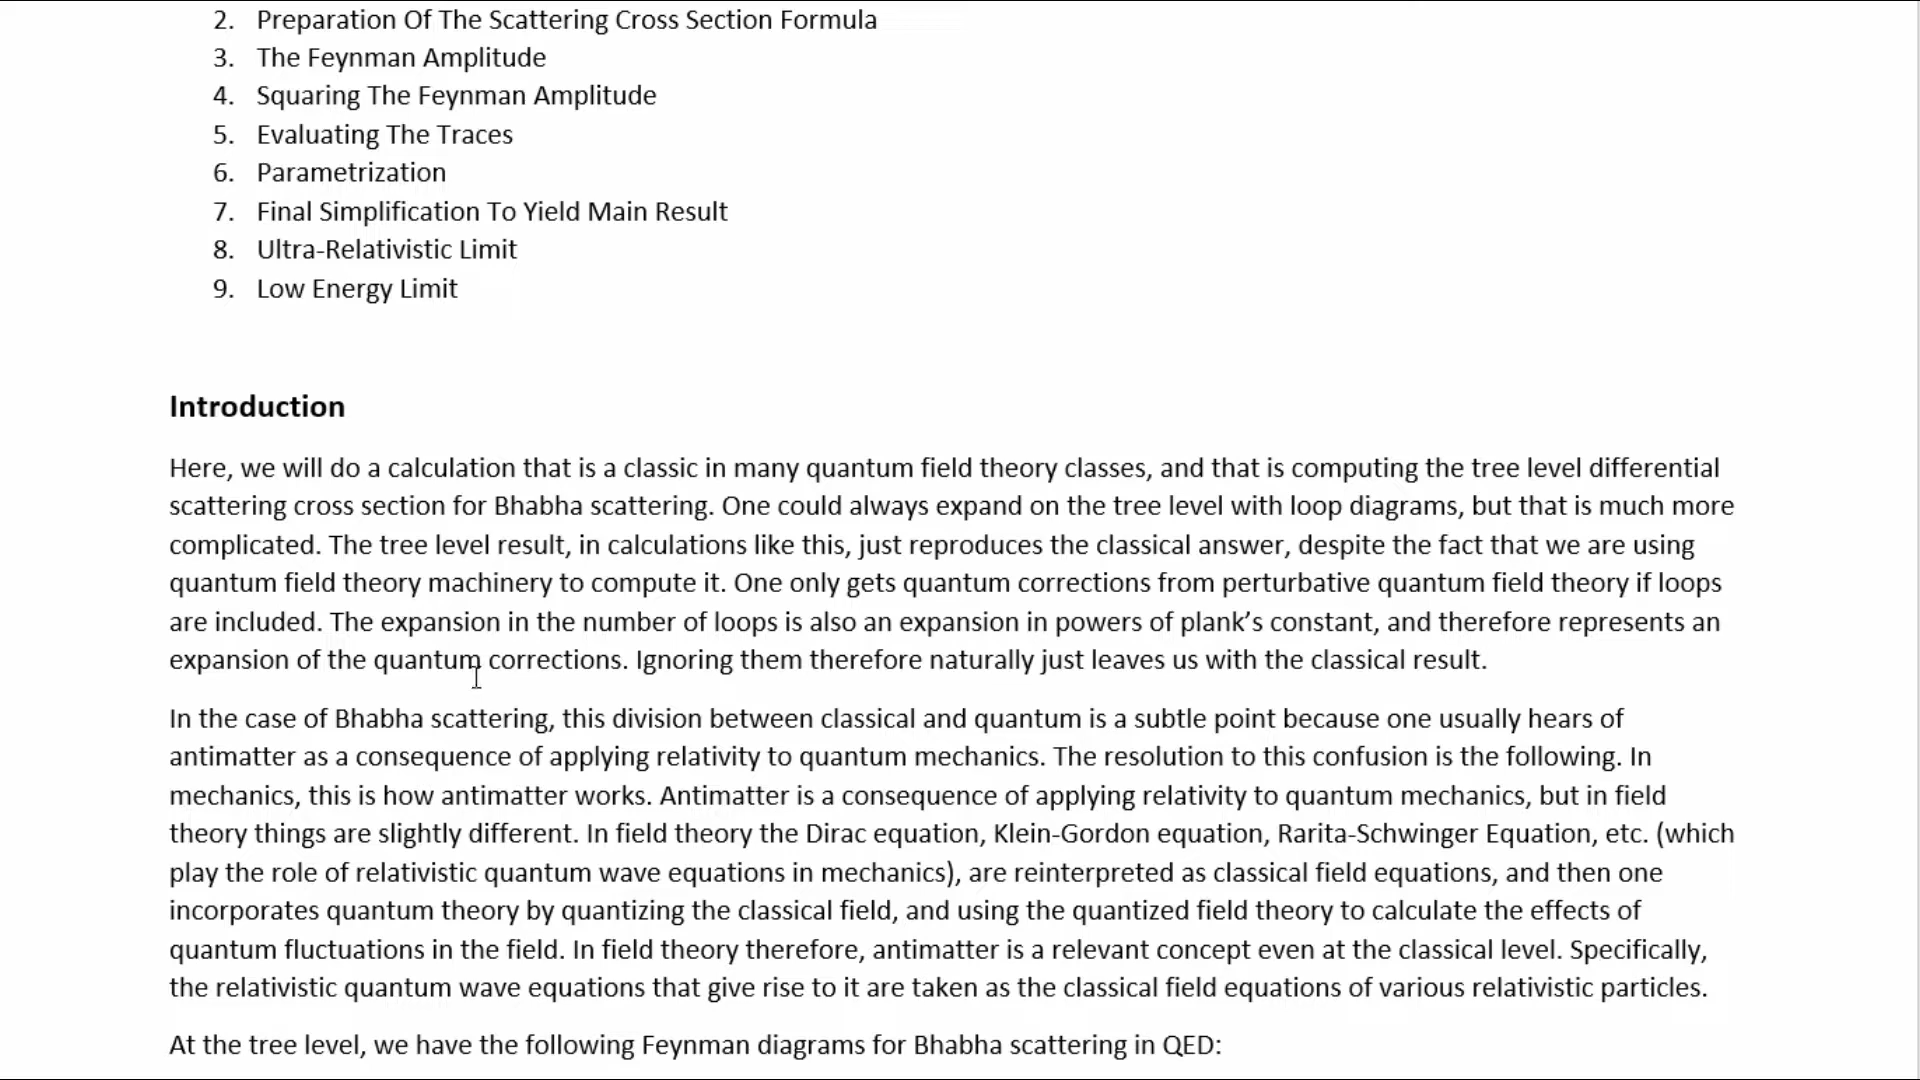 2. Preparation Of The Scattering Cross Section Formula
3. The Feynman Amplitude
4. Squaring The Feynman Amplitude
5. Evaluating The Traces
6. Parametrization
7. Final Simplification To Yield Main Result
8. Ultra-Relativistic Limit
9. Low Energy Limit
Introduction
Here, we will do a calculation that is a classic in many quantum field theory classes, and that is computing the tree level differential
scattering cross section for Bhabha scattering. One could always expand on the tree level with loop diagrams, but that is much more
complicated. The tree level result, in calculations like this, just reproduces the classical answer, despite the fact that we are using
quantum field theory machinery to compute it. One only gets quantum corrections from perturbative quantum field theory if loops
are included. The expansion in the number of loops is also an expansion in powers of plank’s constant, and therefore represents an
expansion of the quantum corrections. Ignoring them therefore naturally just leaves us with the classical result.
In the case of Bhabha scattering, this division between classical and quantum is a subtle point because one usually hears of
antimatter as a consequence of applying relativity to quantum mechanics. The resolution to this confusion is the following. In
mechanics, this is how antimatter works. Antimatter is a consequence of applying relativity to quantum mechanics, but in field
theory things are slightly different. In field theory the Dirac equation, Klein-Gordon equation, Rarita-Schwinger Equation, etc. (which
play the role of relativistic quantum wave equations in mechanics), are reinterpreted as classical field equations, and then one
incorporates quantum theory by quantizing the classical field, and using the quantized field theory to calculate the effects of
quantum fluctuations in the field. In field theory therefore, antimatter is a relevant concept even at the classical level. Specifically,
the relativistic quantum wave equations that give rise to it are taken as the classical field equations of various relativistic particles.
At the tree level, we have the following Feynman diagrams for Bhabha scattering in QED: